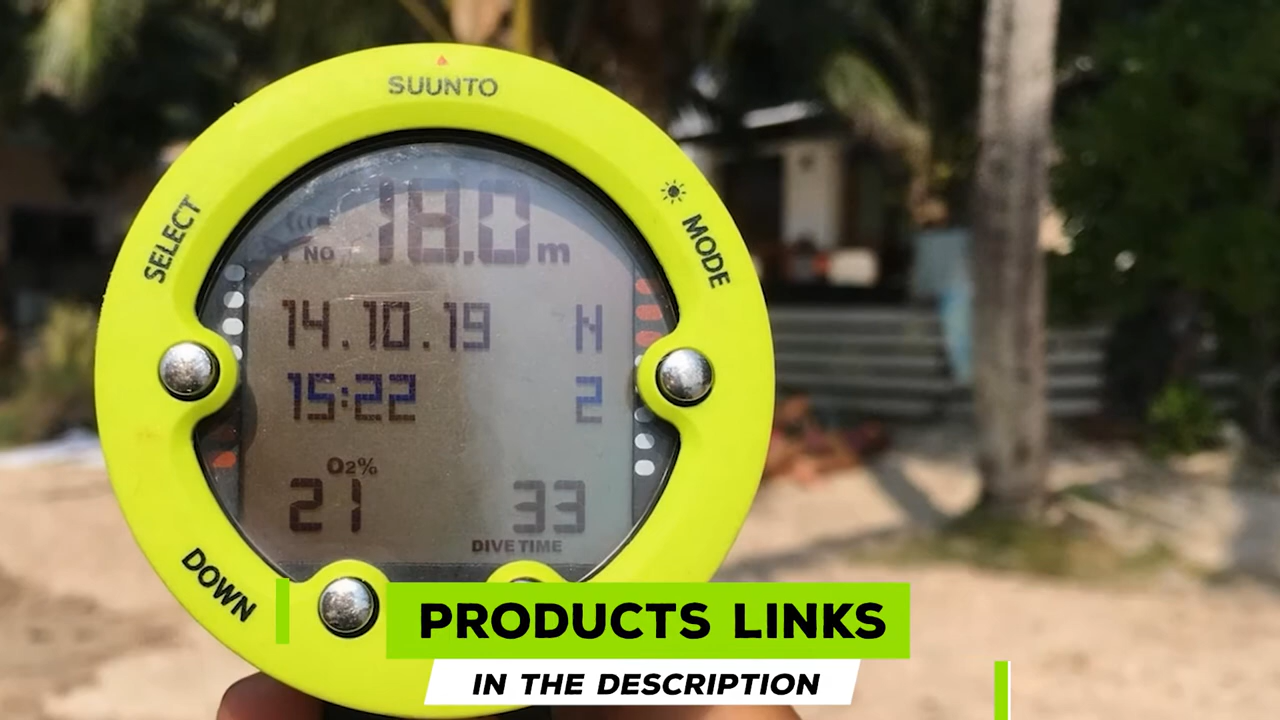 SUUNTO
SELECT
MODE
18.0m
NO
14.10.19 N
15:22 2
O2%
21 33
DIVE TIME
DOWN
PRODUCTS LINKS
IN THE DESCRIPTION